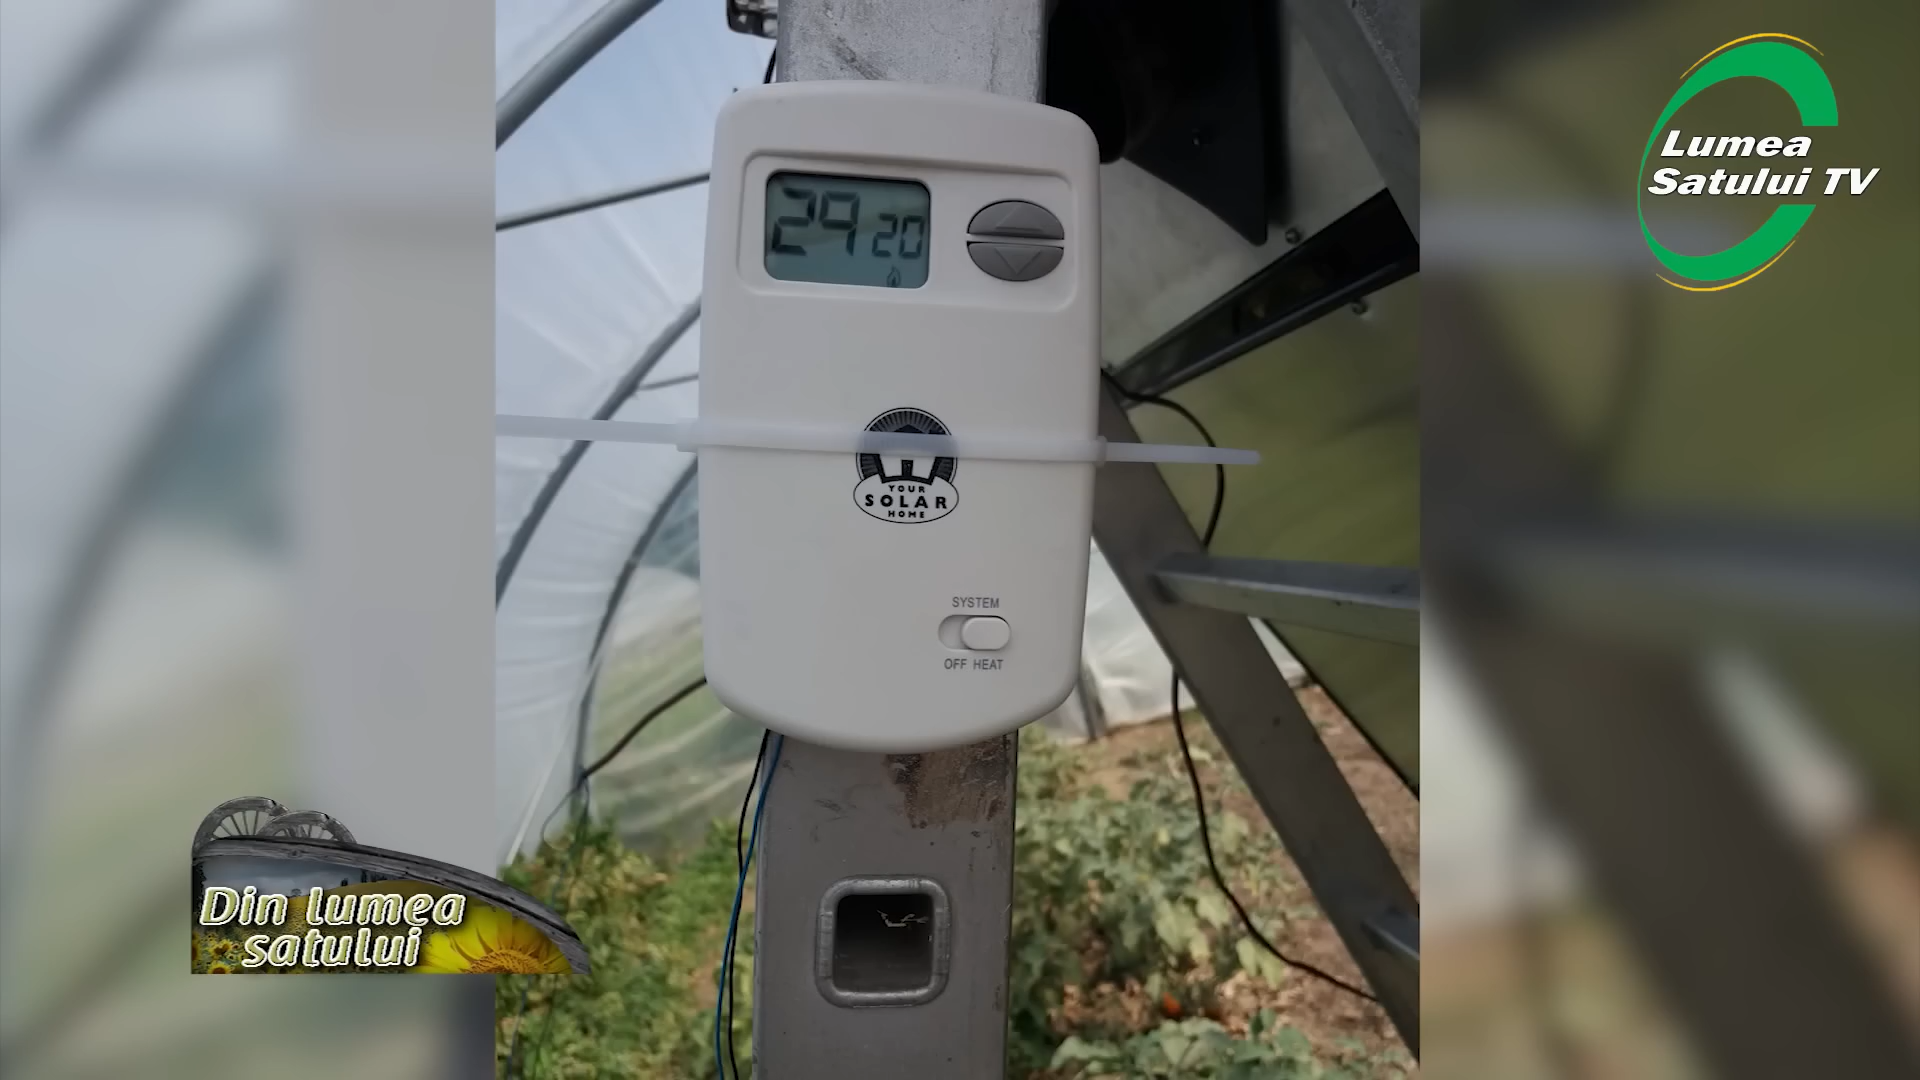 Lumea
Satului TV
29 20
YOUR
SOLAR
HOME
SYSTEM
OFF HEAT
Din lumea
satului